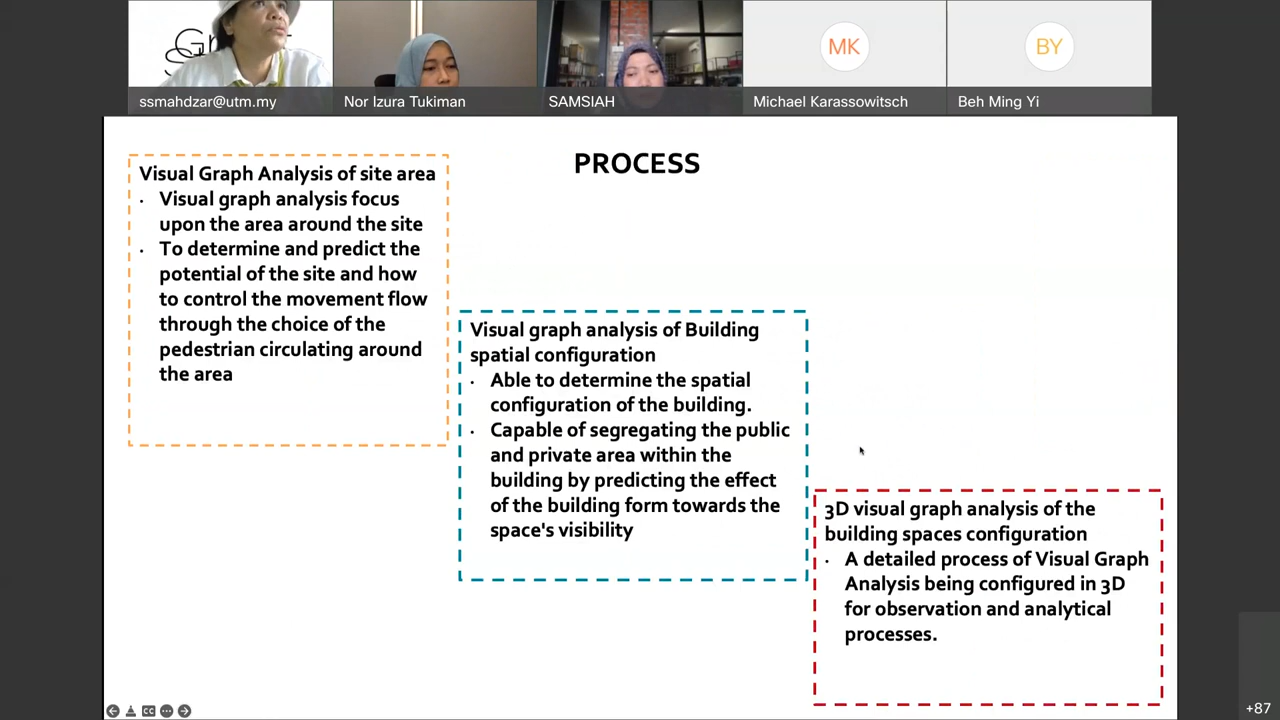 ssmahdzar@utm.my
Nor Izura Tukiman
SAMSIAH
MK
Michael Karassowitsch
BY
Beh Ming Yi
PROCESS
Visual Graph Analysis of site area
• Visual graph analysis focus
upon the area around the site
• To determine and predict the
potential of the site and how
to control the movement flow
through the choice of the
pedestrian circulating around
the area
Visual graph analysis of Building
spatial configuration
• Able to determine the spatial
configuration of the building.
• Capable of segregating the public
and private area within the
building by predicting the effect
of the building form towards the
space's visibility
3D visual graph analysis of the
building spaces configuration
• A detailed process of Visual Graph
Analysis being configured in 3D
for observation and analytical
processes.
CC
+87